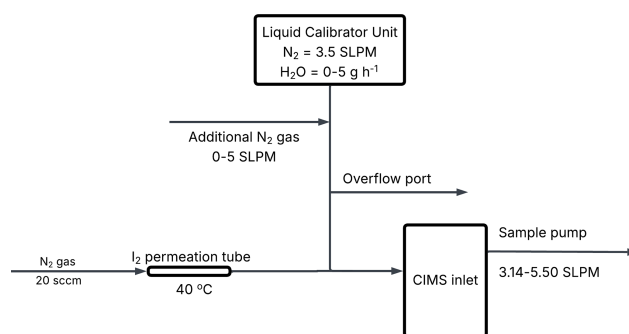 Liquid Calibrator Unit
N₂ = 3.5 SLPM
H₂O = 0-5 g h⁻¹
Additional N₂ gas
0-5 SLPM
Overflow port
Sample pump
N₂ gas
20 sccm
I₂ permeation tube
40 ºC
CIMS inlet
3.14-5.50 SLPM